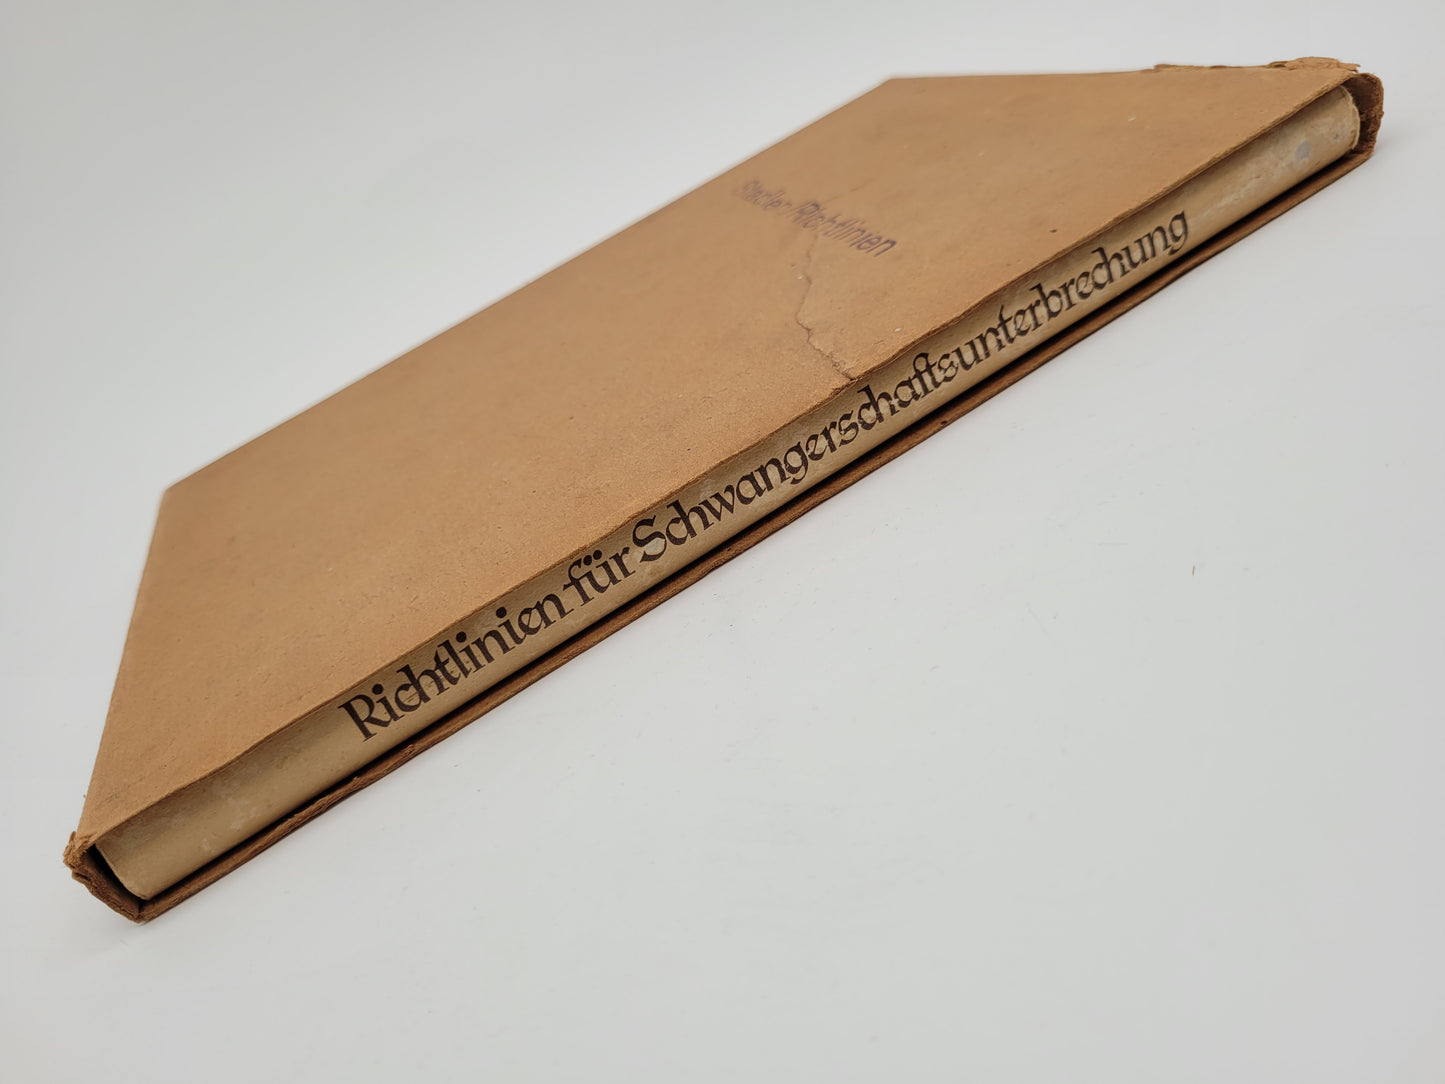 Stadler/Richtlinien
Richtlinien für Schwangerschaftsunterbrechung